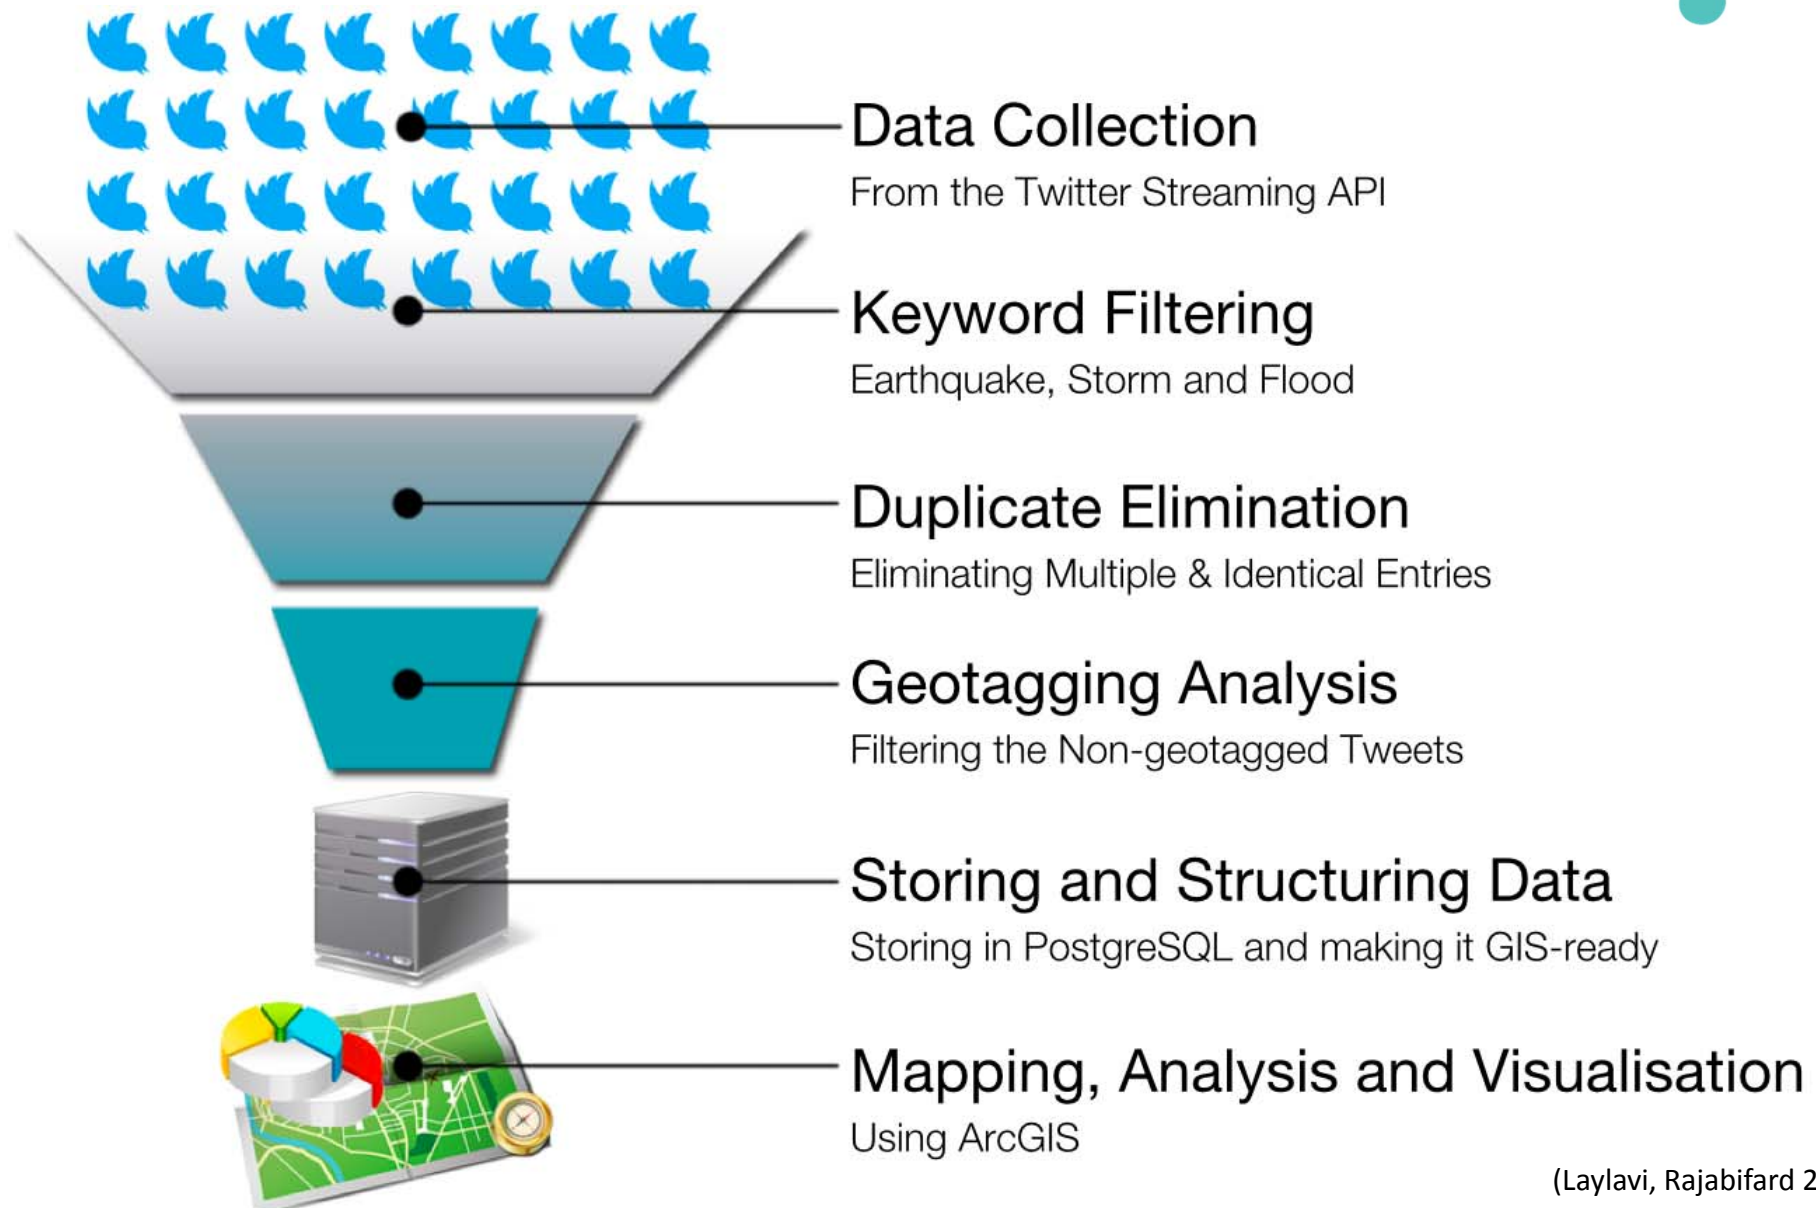 Data Collection
From the Twitter Streaming API
Keyword Filtering
Earthquake, Storm and Flood
Duplicate Elimination
Eliminating Multiple & Identical Entries
Geotagging Analysis
Filtering the Non-geotagged Tweets
Storing and Structuring Data
Storing in PostgreSQL and making it GIS-ready
Mapping, Analysis and Visualisation
Using ArcGIS
(Laylavi, Rajabifard 2